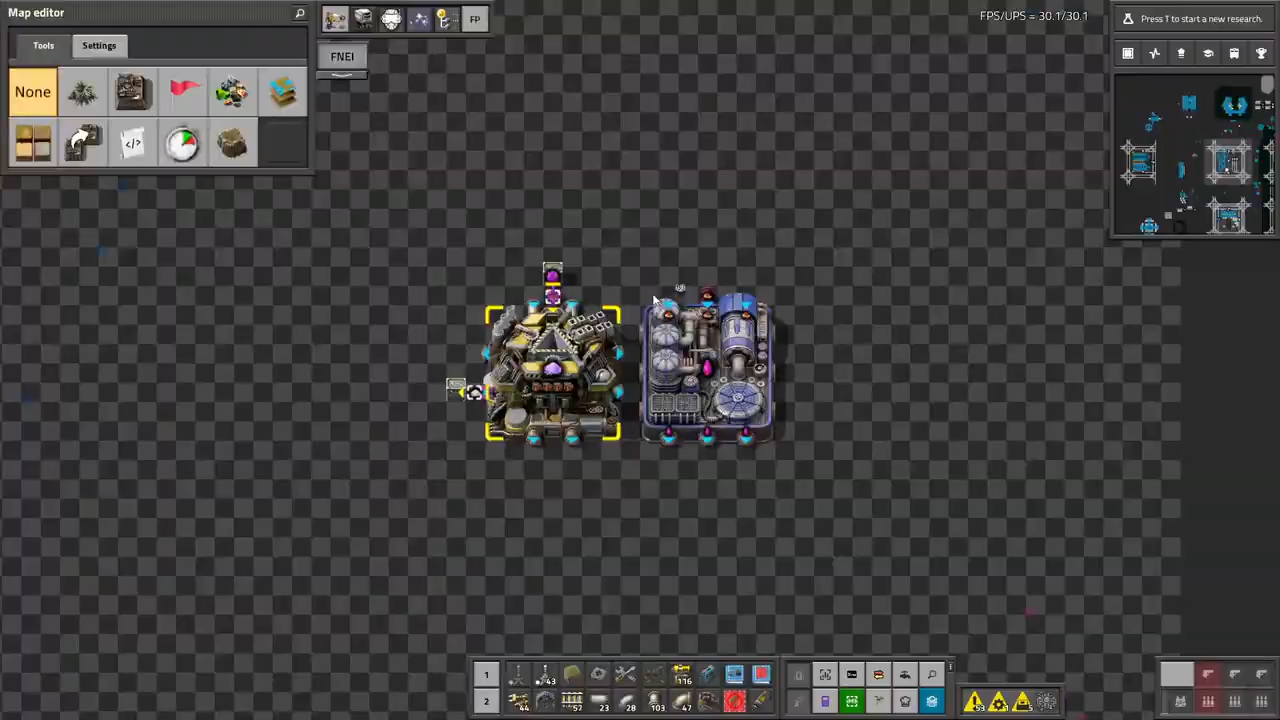 Map editor
Tools
Settings
None
</>
FP
FNEI
FPS/UPS = 30.1/30.1
Press T to start a new research.
1
43
116
2
44
57
23
28
103
47
53